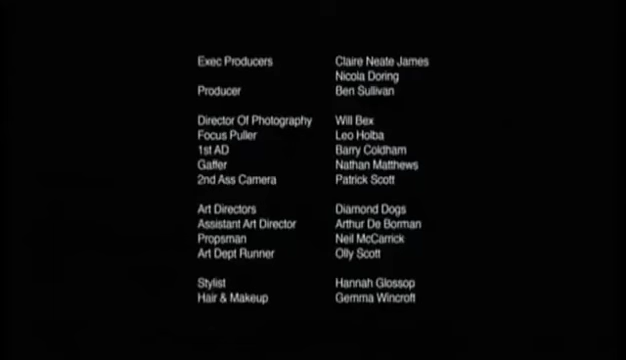 Exec Producers Claire Neate James
Nicola Doring
Producer Ben Sullivan
Director Of Photography Will Bex
Focus Puller Leo Holba
1st AD Barry Coldham
Gaffer Nathan Matthews
2nd Ass Camera Patrick Scott
Art Directors Diamond Dogs
Assistant Art Director Arthur De Borman
Propsman Neil McCarrick
Art Dept Runner Olly Scott
Stylist Hannah Glossop
Hair & Makeup Gemma Wincroft